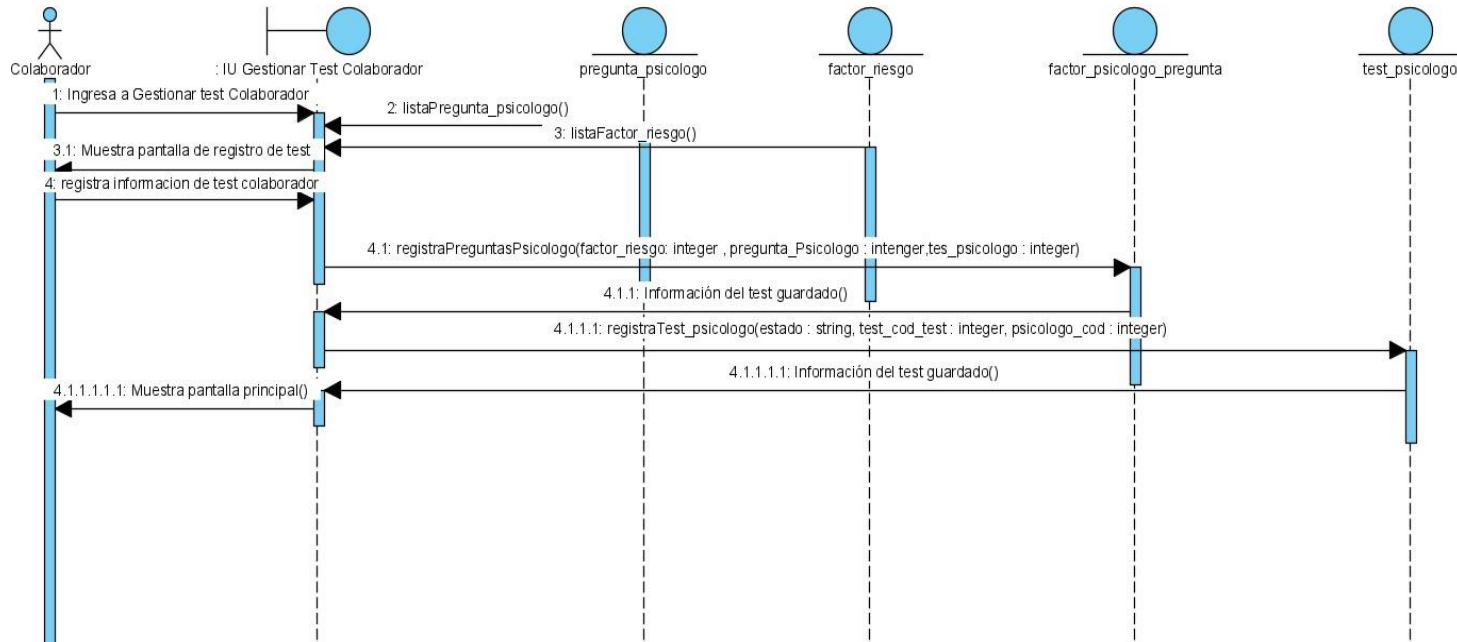 Colaborador
: IU Gestionar Test Colaborador
pregunta_psicologo
factor_riesgo
factor_psicologo_pregunta
test_psicologo
1: Ingresa a Gestionar test Colaborador
2: listaPregunta_psicologo()
3: listaFactor_riesgo()
3.1: Muestra pantalla de registro de test
4: registra informacion de test colaborador
4.1: registraPreguntasPsicologo(factor_riesgo: integer , pregunta_Psicologo : intenger,tes_psicologo : integer)
4.1.1: Información del test guardado()
4.1.1.1: registraTest_psicologo(estado : string, test_cod_test : integer, psicologo_cod : integer)
4.1.1.1.1: Información del test guardado()
4.1.1.1.1.1: Muestra pantalla principal()